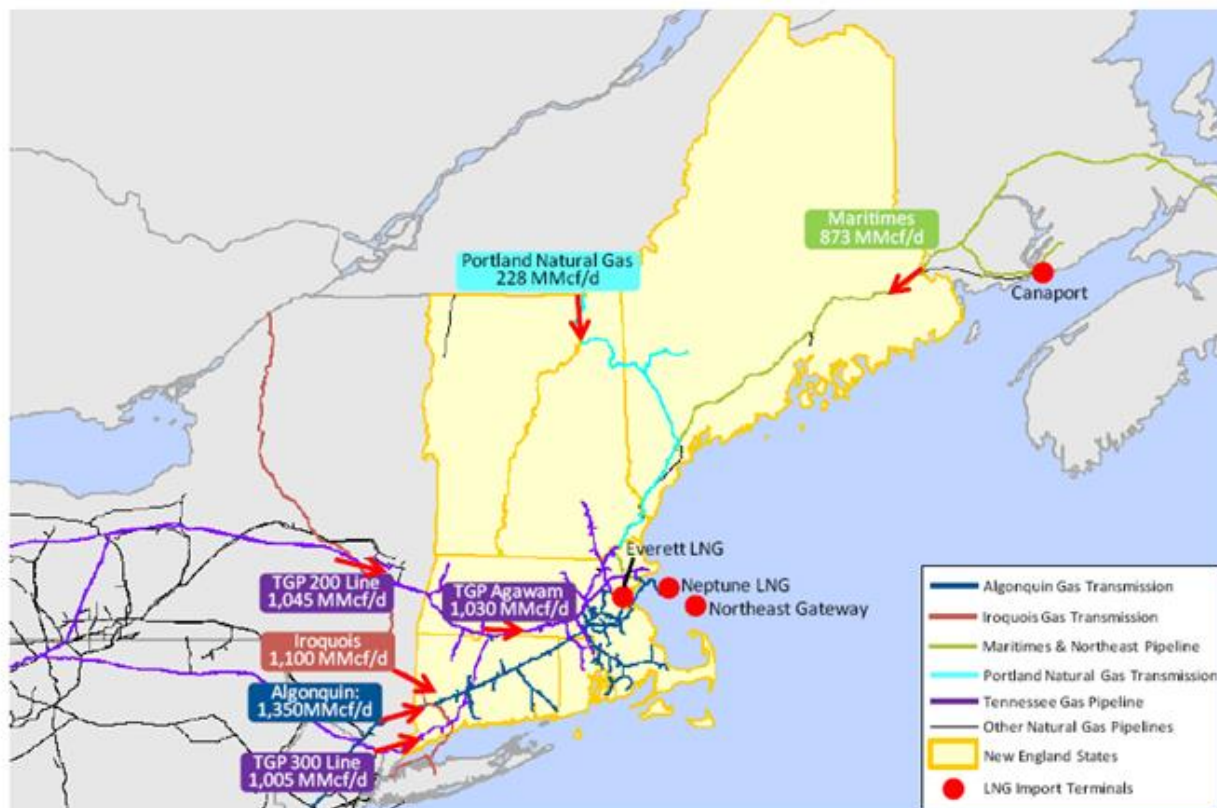 Maritimes
873 MMcf/d
Portland Natural Gas
228 MMcf/d
Canaport
Everett LNG
TGP 200 Line
1,045 MMcf/d
TGP Agawam
1,030 MMcf/d
Neptune LNG
Northeast Gateway
Iroquois
1,100 MMcf/d
Algonquin:
1,350MMcf/d
TGP 300 Line
1,005 MMcf/d
Algonquin Gas Transmission
Iroquois Gas Transmission
Maritimes & Northeast Pipeline
Portland Natural Gas Transmission
Tennessee Gas Pipeline
Other Natural Gas Pipelines
New England States
LNG Import Terminals